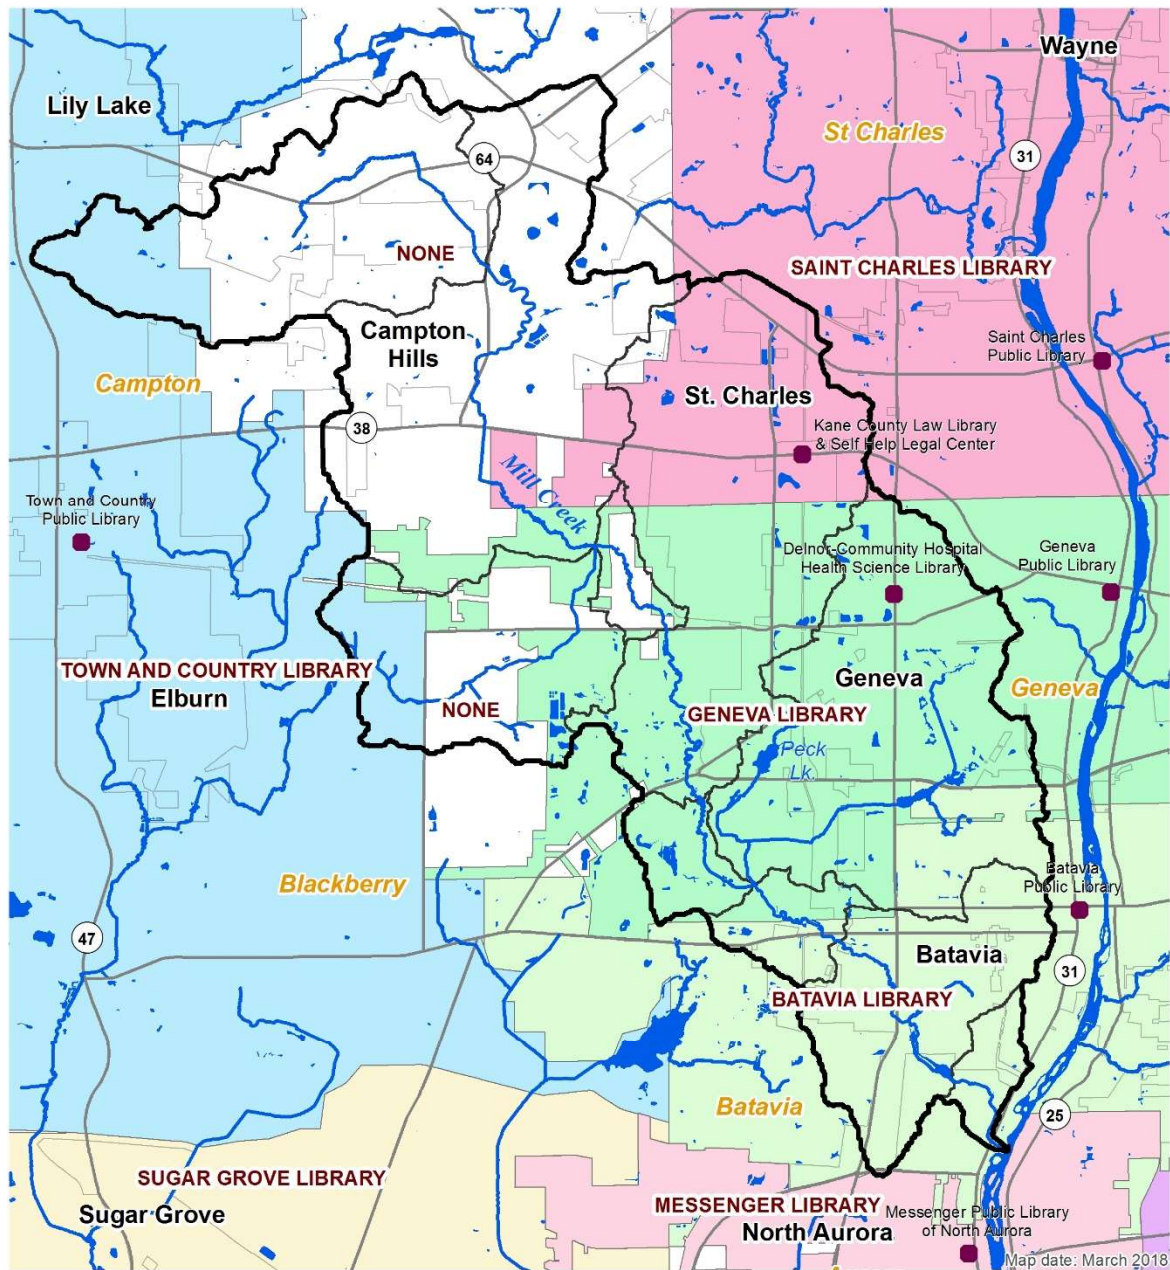 Wayne
Lily Lake
St Charles
31
64
NONE
SAINT CHARLES LIBRARY
Campton
Hills
Saint Charles
Public Library
Campton
St. Charles
38
Kane County Law Library
& Self Help Legal Center
Mill Creek
Town and Country
Public Library
Delnor-Community Hospital
Health Science Library
Geneva
Public Library
TOWN AND COUNTRY LIBRARY
Elburn
Geneva
Geneva
NONE
GENEVA LIBRARY
Peck
Lk.
Blackberry
Batavia
Public Library
47
Batavia
31
BATAVIA LIBRARY
Batavia
25
SUGAR GROVE LIBRARY
Sugar Grove
MESSENGER LIBRARY
North Aurora
Messenger Public Library
of North Aurora
Map date: March 2018